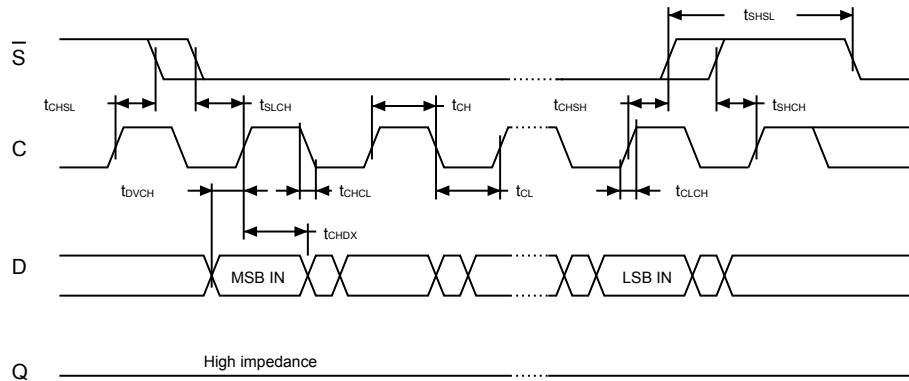 tSHSL
S
tCHSL
tSLCH
tCH
tCHSH
tSHCH
C
tDVCH
tCHCL
tCL
tCLCH
tCHDX
D
MSB IN
LSB IN
High impedance
Q